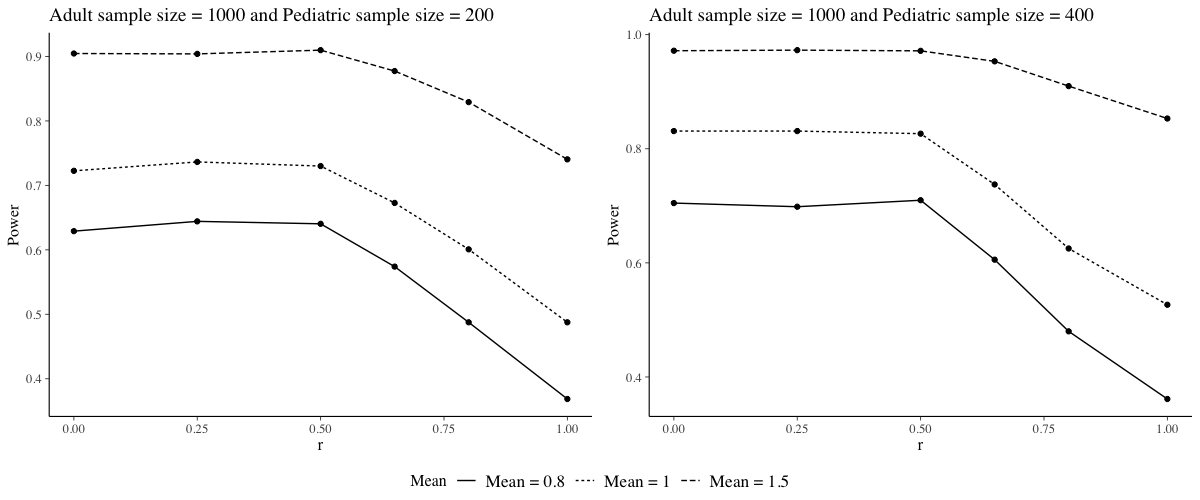 Adult sample size = 1000 and Pediatric sample size = 200
0.9
0.8
0.7
0.6
0.5
0.4
Power
0.00 0.25 0.50 0.75 1.00
r
Adult sample size = 1000 and Pediatric sample size = 400
1.0
0.8
0.6
0.4
Power
0.00 0.25 0.50 0.75 1.00
r
Mean Mean = 0.8 Mean = 1 Mean = 1.5